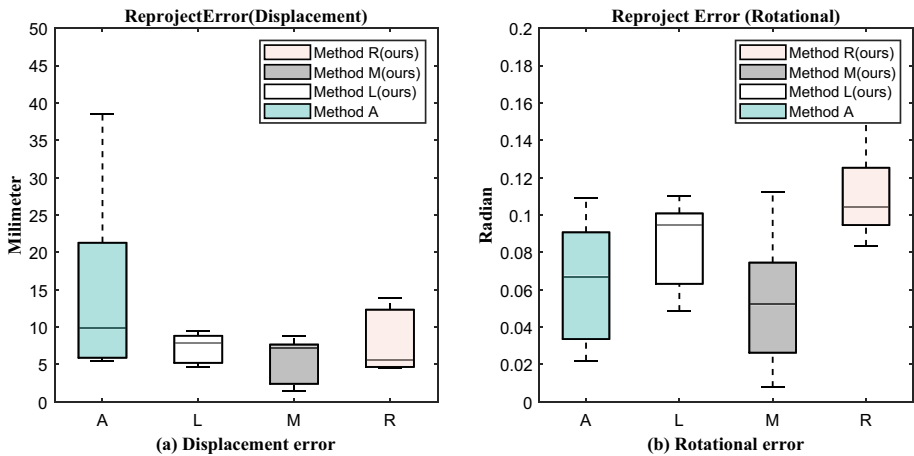 ReprojectError(Displacement)
50
45
40
35
30
25
20
15
10
5
0
Milimeter
Method R(ours)
Method M(ours)
Method L(ours)
Method A
A L M R
(a) Displacement error
Reproject Error (Rotational)
0.2
0.18
0.16
0.14
0.12
0.1
0.08
0.06
0.04
0.02
0
Radian
Method R(ours)
Method M(ours)
Method L(ours)
Method A
A L M R
(b) Rotational error